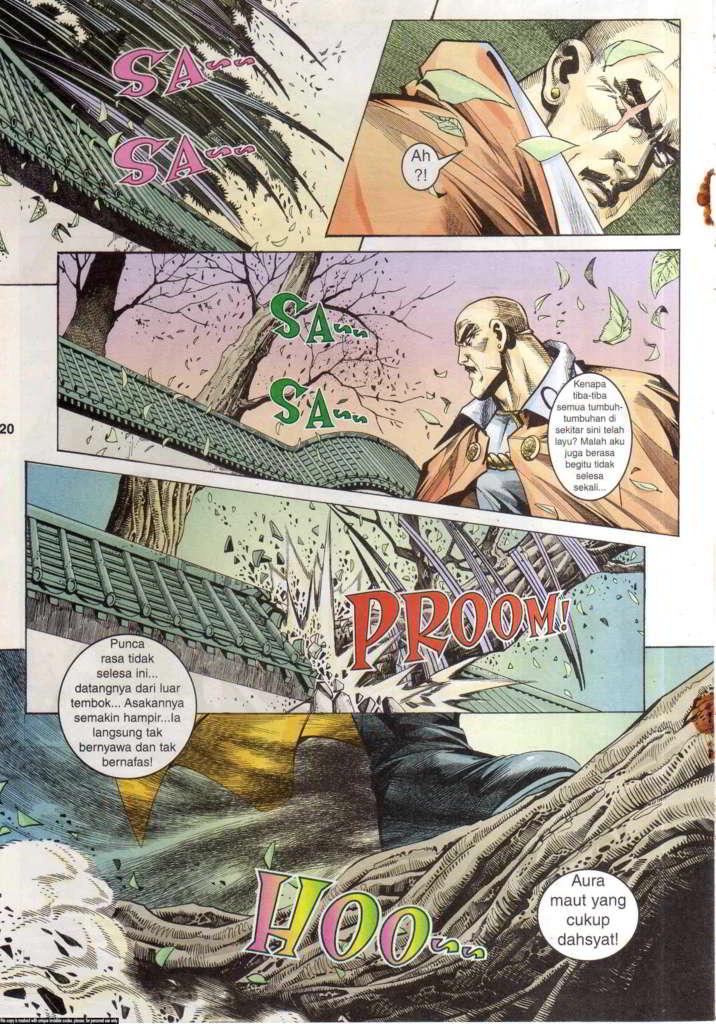 SA~~
SA~~
Ah
?!
SA~~
SA~~
Kenapa
tiba-tiba
semua tumbuh-
tumbuhan di
sekitar sini telah
layu? Malah aku
juga berasa
begitu tidak
selesa
sekali...
20
PROOM!
Punca
rasa tidak
selesa ini...
datangnya dari luar
tembok... Asakannya
semakin hampir...Ia
langsung tak
bernyawa dan tak
bernafas!
HOO~~
Aura
maut yang
cukup
dahsyat!